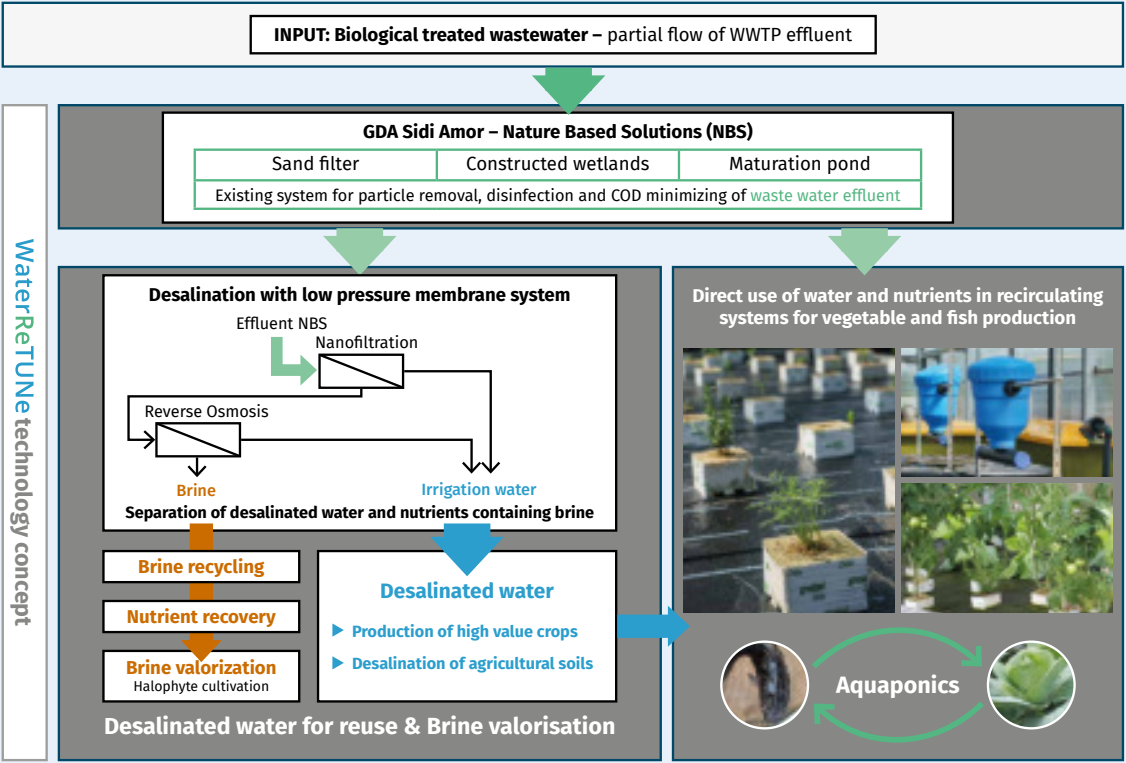 INPUT: Biological treated wastewater – partial flow of WWTP effluent
WaterReTUNe technology concept
GDA Sidi Amor – Nature Based Solutions (NBS)
Sand filter
Constructed wetlands
Maturation pond
Existing system for particle removal, disinfection and COD minimizing of waste water effluent
Desalination with low pressure membrane system
Effluent NBS
Nanofiltration
Reverse Osmosis
Brine
Irrigation water
Separation of desalinated water and nutrients containing brine
Brine recycling
Nutrient recovery
Brine valorization
Halophyte cultivation
Desalinated water
Production of high value crops
Desalination of agricultural soils
Desalinated water for reuse & Brine valorisation
Direct use of water and nutrients in recirculating
systems for vegetable and fish production
Aquaponics